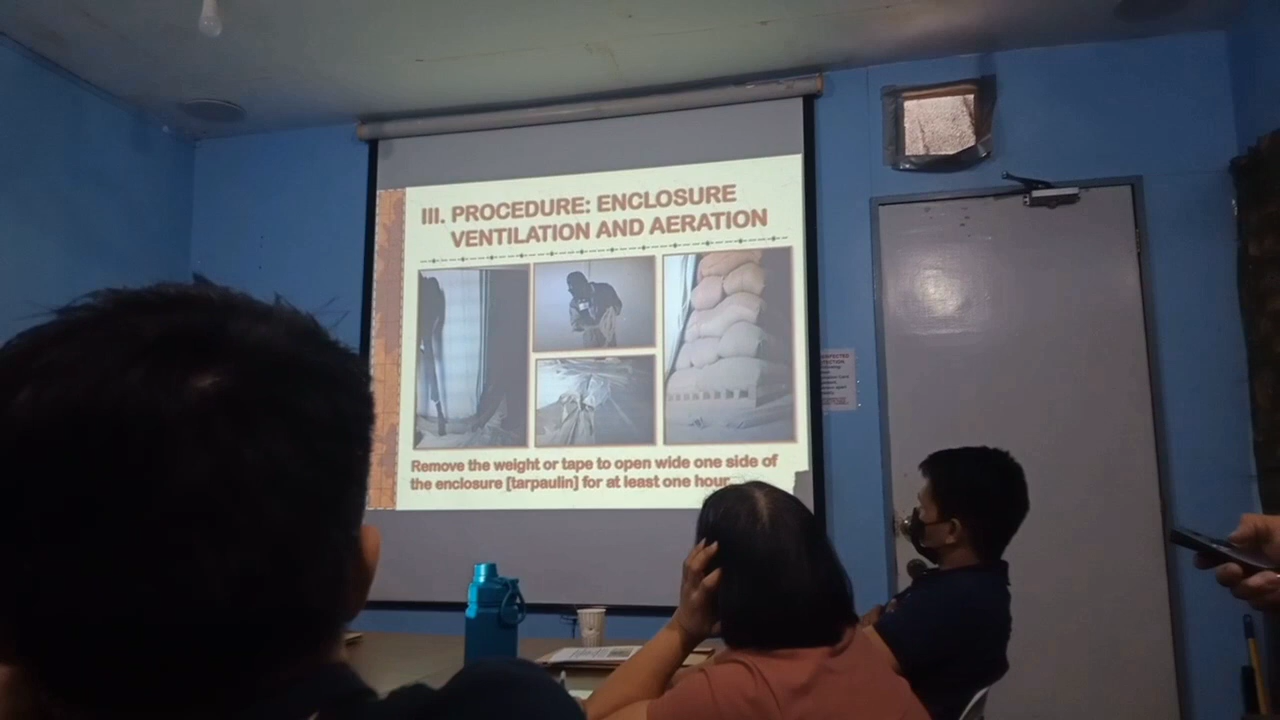 III. PROCEDURE: ENCLOSURE
VENTILATION AND AERATION
Remove the weight or tape to open wide one side of
the enclosure [tarpaulin] for at least one hour